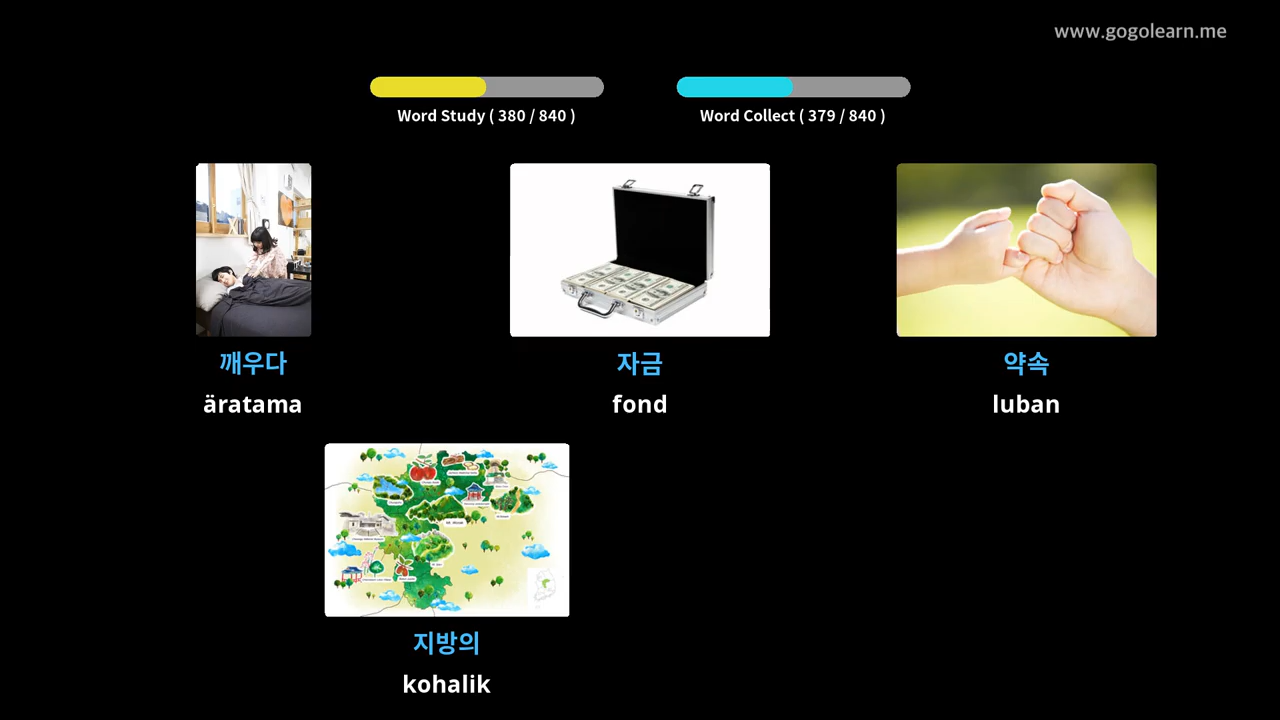 www.gogolearn.me
Word Study ( 380 / 840 )
Word Collect ( 379 / 840 )
깨우다
äratama
자금
fond
약속
luban
지방의
kohalik